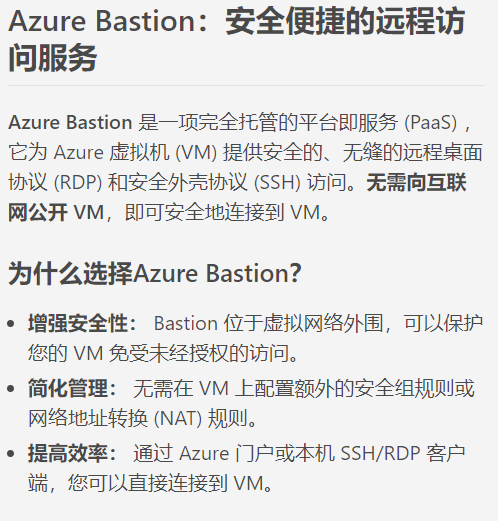 Azure Bastion：安全便捷的远程访
问服务
Azure Bastion 是一项完全托管的平台即服务 (PaaS) ，
它为 Azure 虚拟机 (VM) 提供安全的、无缝的远程桌面
协议 (RDP) 和安全外壳协议 (SSH) 访问。无需向互联
网公开 VM，即可安全地连接到 VM。
为什么选择Azure Bastion？
• 增强安全性： Bastion 位于虚拟网络外围，可以保护
您的 VM 免受未经授权的访问。
• 简化管理： 无需在 VM 上配置额外的安全组规则或
网络地址转换 (NAT) 规则。
• 提高效率： 通过 Azure 门户或本机 SSH/RDP 客户
端，您可以直接连接到 VM。